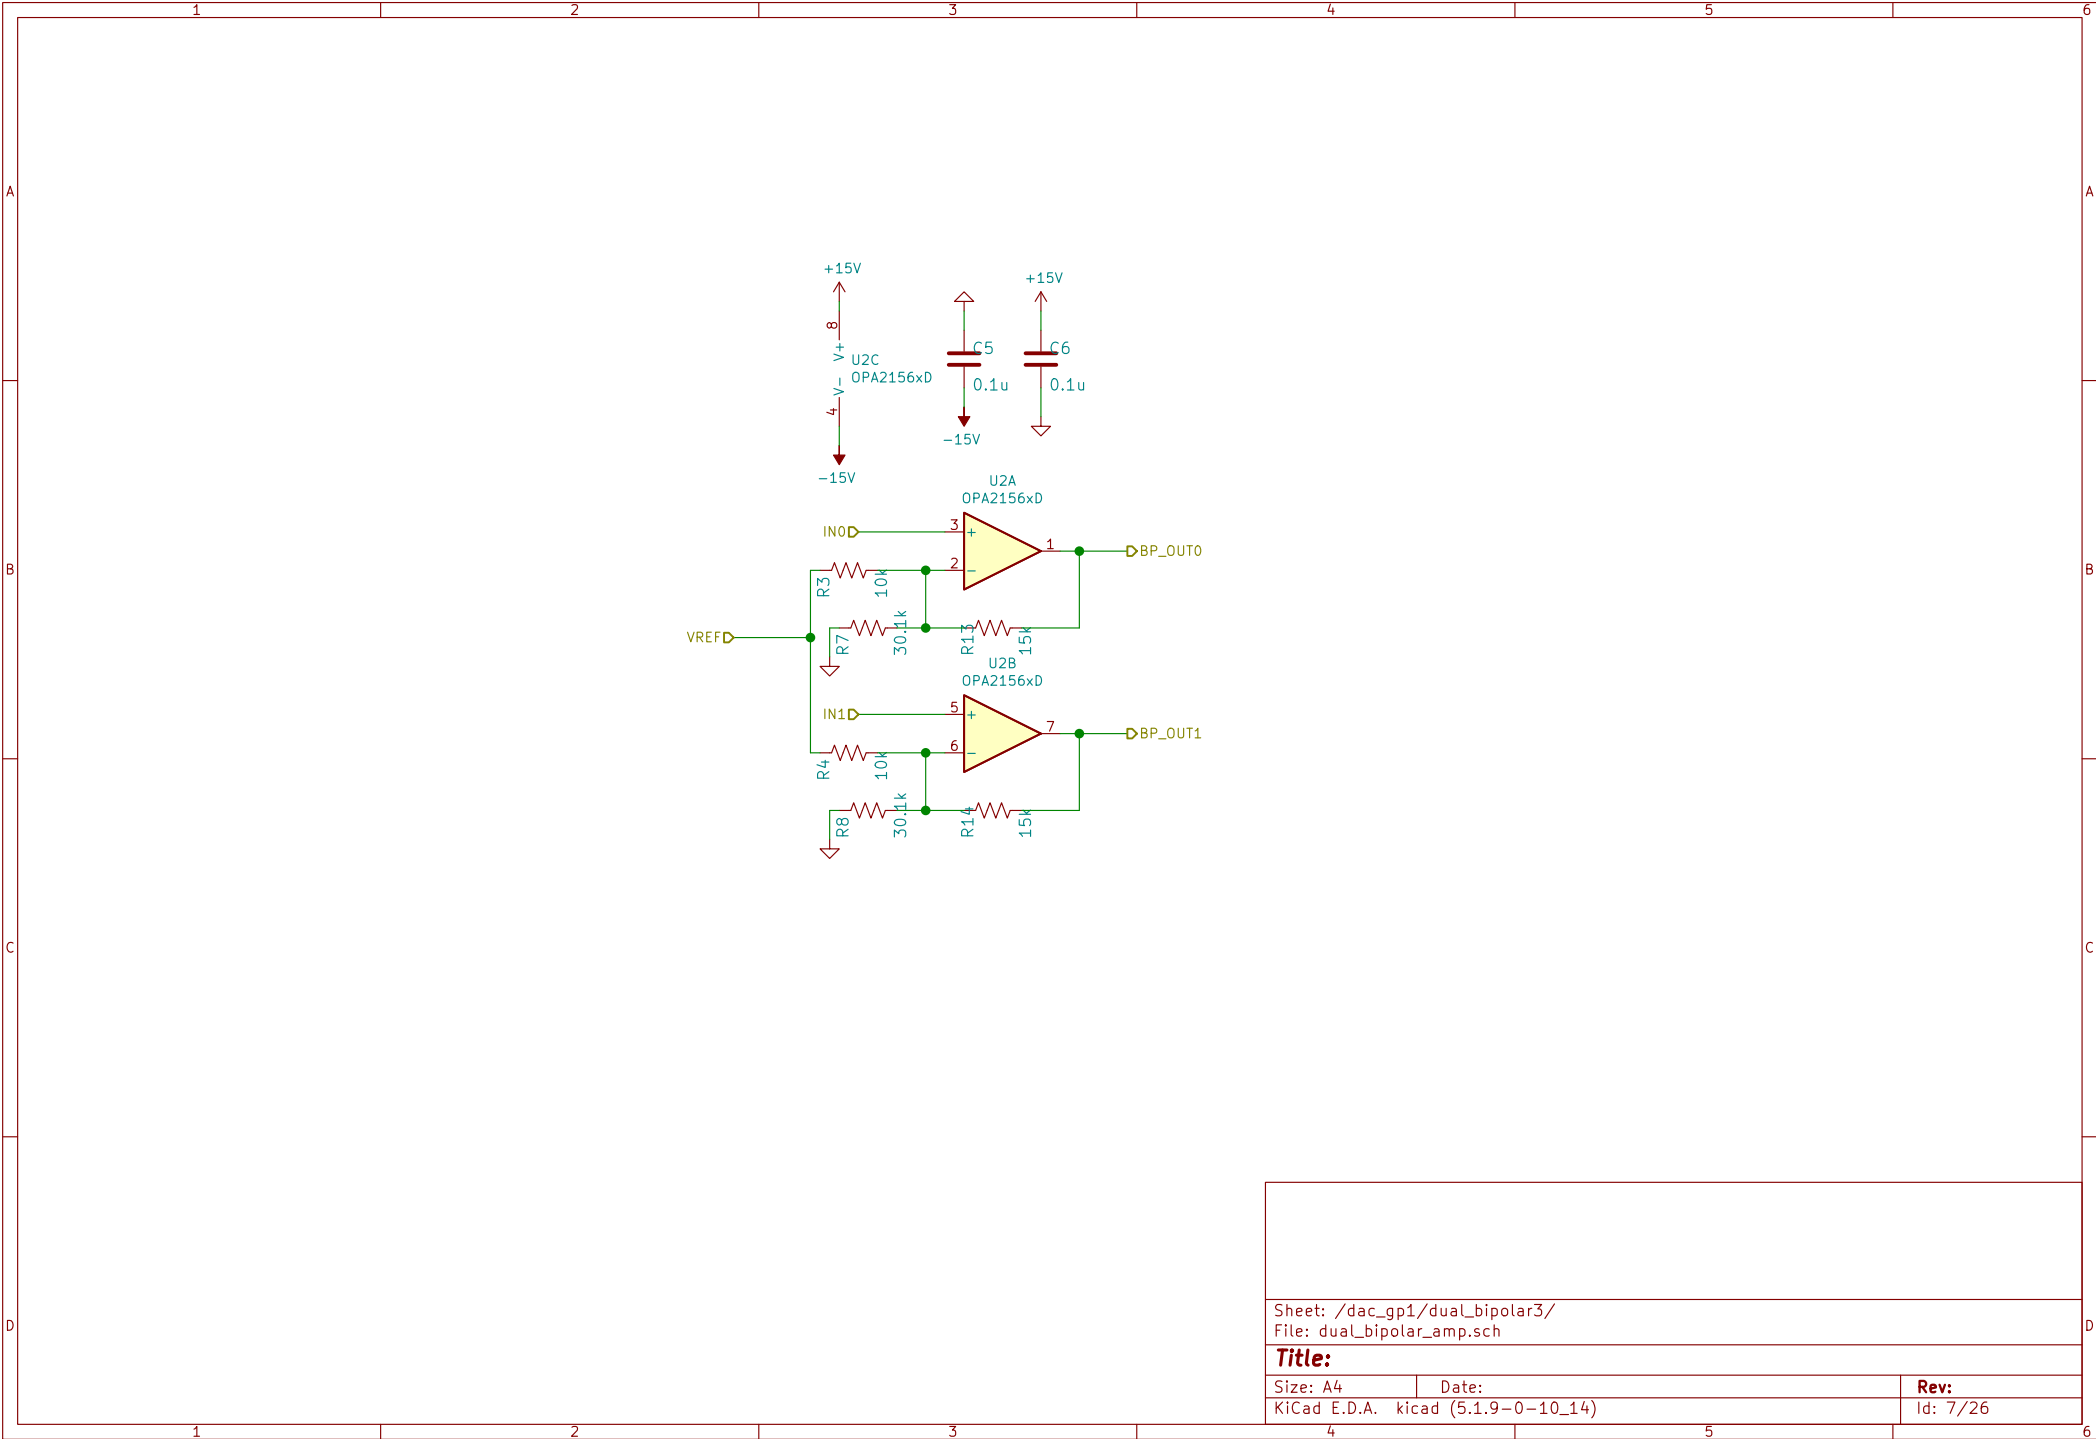 1 2 3 4 5 6
A A
+15V
+15V
8
V+
C5
C6
U2C
OPA2156xD
V-
0.1u
0.1u
4
-15V
-15V
U2A
OPA2156xD
IN0
3
+
1
BP_OUT0
B B
2
-
R3
10k
30.1k
R7
R13
15k
VREF
U2B
OPA2156xD
IN1
5
+
7
BP_OUT1
6
-
R4
10k
30.1k
R8
R14
15k
C C
Sheet: /dac_gp1/dual_bipolar3/
D D
File: dual_bipolar_amp.sch
Title:
Size: A4 Date: Rev:
KiCad E.D.A. kicad (5.1.9-0-10_14) Id: 7/26
1 2 3 4 5 6